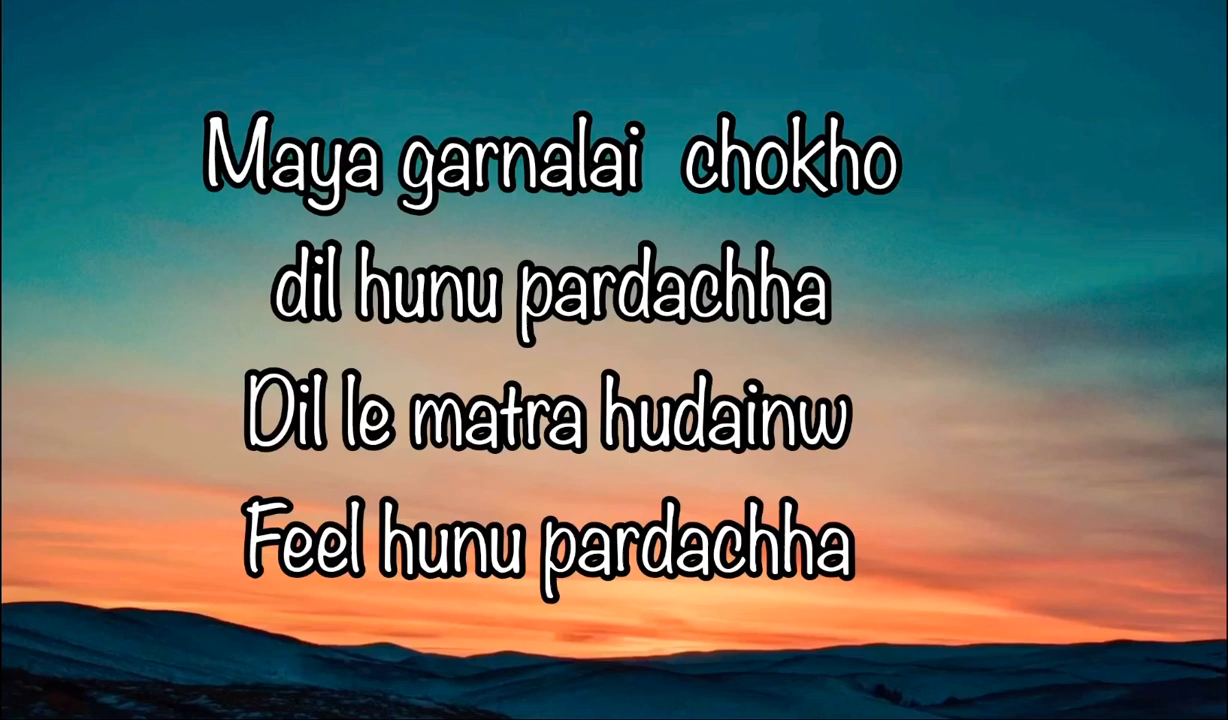 Maya garnalai chokho
dil hunu pardachha
Dil le matra hudainw
Feel hunu pardachha